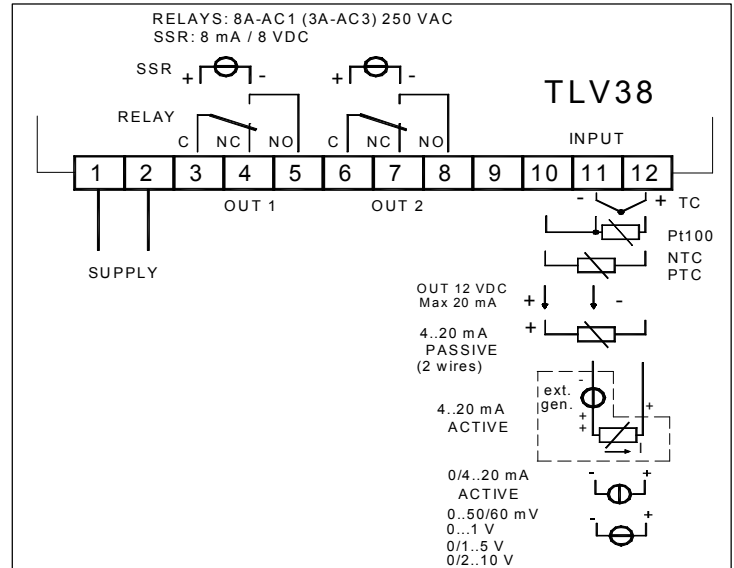 RELAYS: 8A-AC1 (3A-AC3) 250 VAC
SSR: 8 mA / 8 VDC
SSR + - + -
TLV38
RELAY
C NC NO C NC NO INPUT
1 2 3 4 5 6 7 8 9 10 11 12
OUT 1 OUT 2
SUPPLY
- + TC
Pt100
NTC
PTC
OUT 12 VDC
Max 20 mA + -
+
4..20 mA
PASSIVE
(2 wires)
ext.
gen.
-
+
+
+
I
4..20 mA
ACTIVE
0/4..20 mA
ACTIVE
- +
0..50/60 mV
0...1 V
0/1..5 V
0/2..10 V
- +